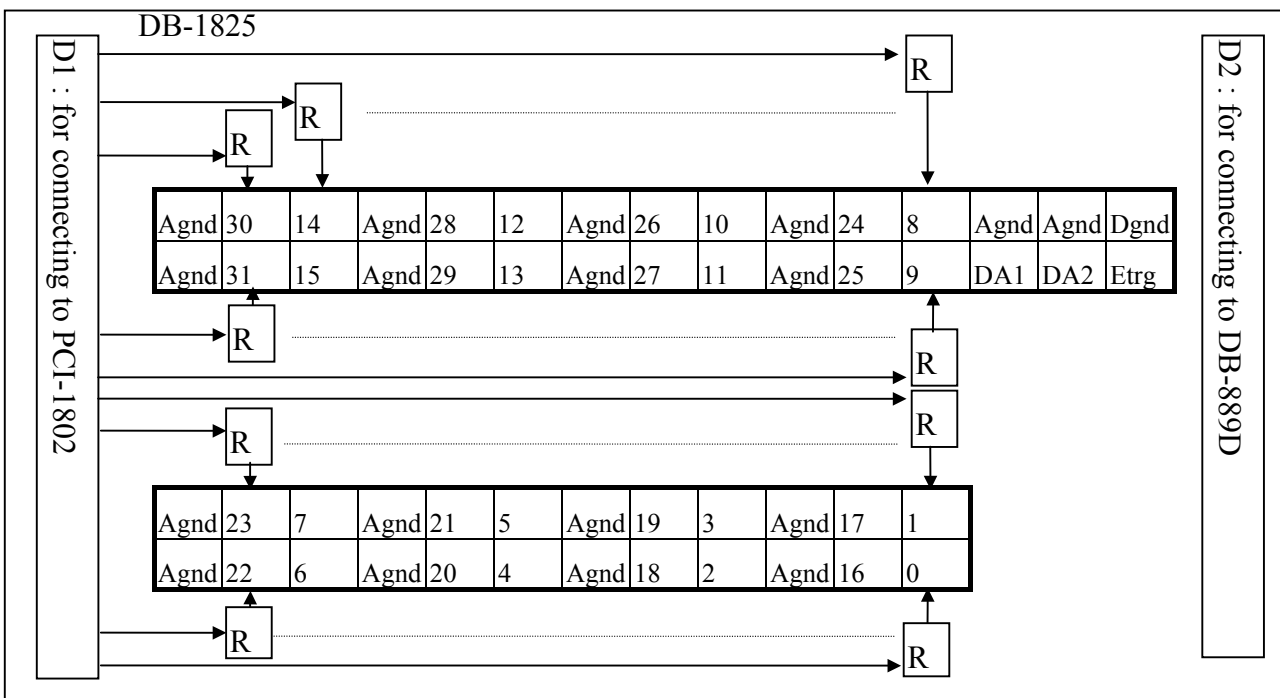 DB-1825
D1 : for connecting to PCI-1802
D2 : for connecting to DB-889D
R
R
R
Agnd 30 14 Agnd 28 12 Agnd 26 10 Agnd 24 8 Agnd Agnd Dgnd
Agnd 31 15 Agnd 29 13 Agnd 27 11 Agnd 25 9 DA1 DA2 Etrg
R
R
R
R
Agnd 23 7 Agnd 21 5 Agnd 19 3 Agnd 17 1
Agnd 22 6 Agnd 20 4 Agnd 18 2 Agnd 16 0
R
R